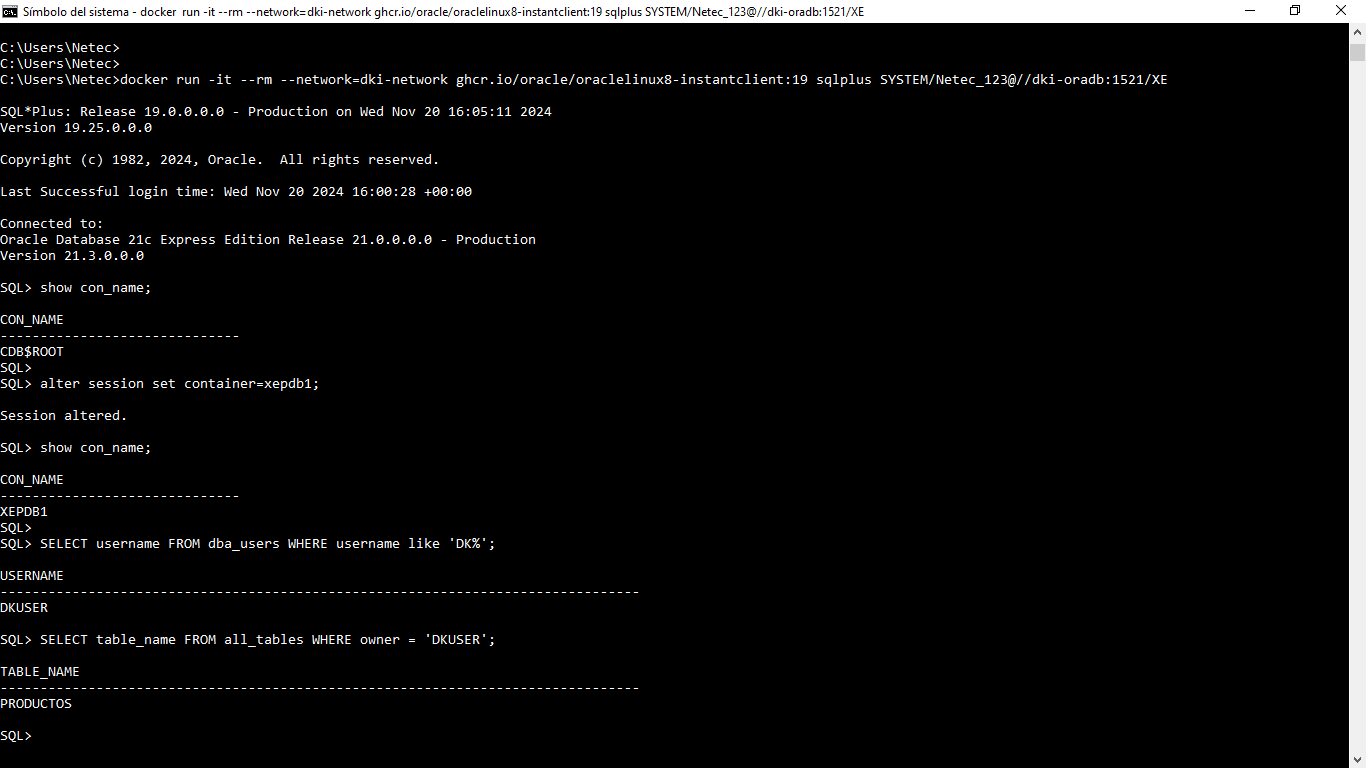 Símbolo del sistema - docker  run -it --rm --network=dki-network ghcr.io/oracle/oraclelinux8-instantclient:19 sqlplus SYSTEM/Netec_123@//dki-oradb:1521/XE
C:\Users\Netec>
C:\Users\Netec>
C:\Users\Netec>docker run -it --rm --network=dki-network ghcr.io/oracle/oraclelinux8-instantclient:19 sqlplus SYSTEM/Netec_123@//dki-oradb:1521/XE
SQL*Plus: Release 19.0.0.0.0 - Production on Wed Nov 20 16:05:11 2024
Version 19.25.0.0.0
Copyright (c) 1982, 2024, Oracle.  All rights reserved.
Last Successful login time: Wed Nov 20 2024 16:00:28 +00:00
Connected to:
Oracle Database 21c Express Edition Release 21.0.0.0.0 - Production
Version 21.3.0.0.0
SQL> show con_name;
CON_NAME
------------------------------
CDB$ROOT
SQL>
SQL> alter session set container=xepdb1;
Session altered.
SQL> show con_name;
CON_NAME
------------------------------
XEPDB1
SQL>
SQL> SELECT username FROM dba_users WHERE username like 'DK%';
USERNAME
--------------------------------------------------------------------------------
DKUSER
SQL> SELECT table_name FROM all_tables WHERE owner = 'DKUSER';
TABLE_NAME
--------------------------------------------------------------------------------
PRODUCTOS
SQL>